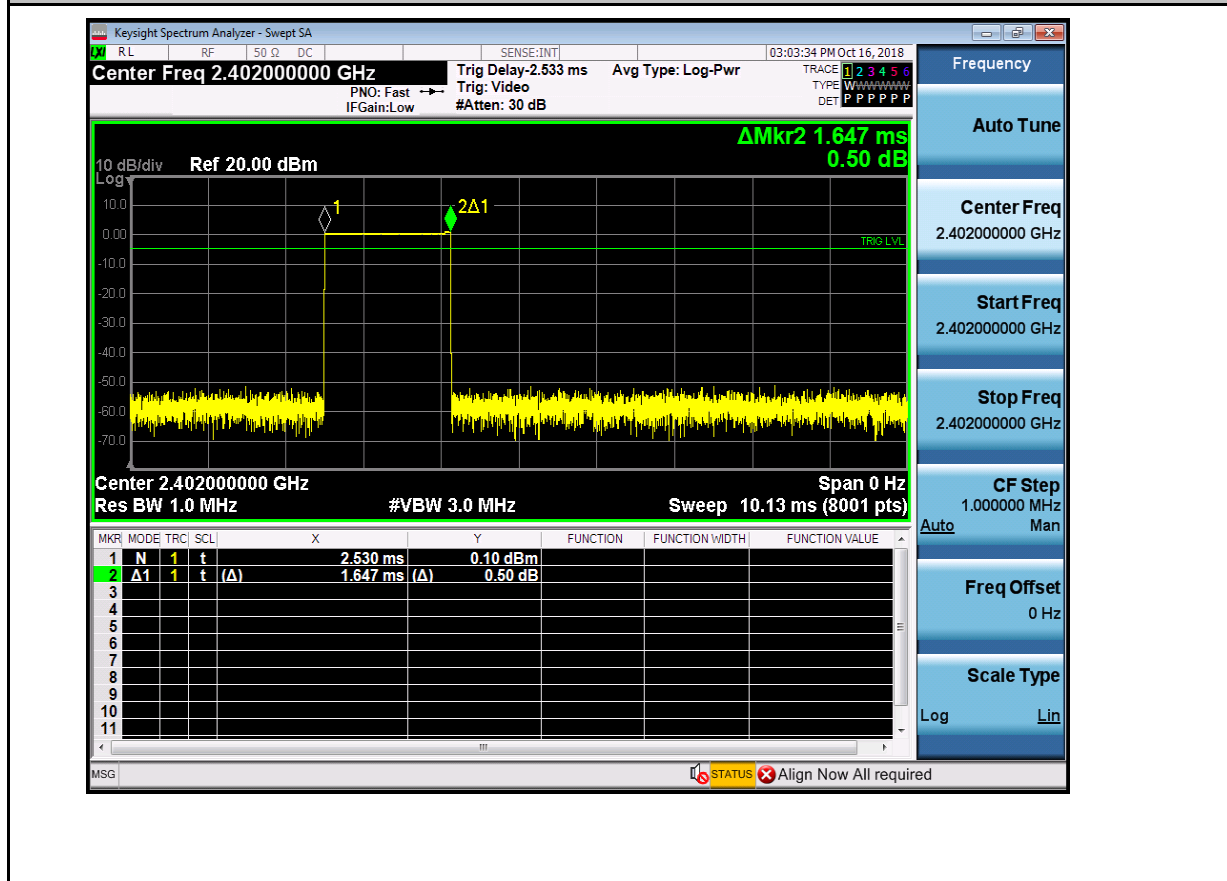 Keysight Spectrum Analyzer - Swept SA
LXI RL RF 50 Ω DC SENSE:INT 03:03:34 PM Oct 16, 2018
Center Freq 2.402000000 GHz
Trig Delay-2.533 ms Avg Type: Log-Pwr
PNO: Fast Trig: Video
IFGain:Low #Atten: 30 dB
TRACE 1 2 3 4 5 6
TYPE WWWWWWW
DET P P P P P P
ΔMkr2 1.647 ms
0.50 dB
10 dB/div Ref 20.00 dBm
Log
10.0
0.00
-10.0
-20.0
-30.0
-40.0
-50.0
-60.0
-70.0
1
2Δ1
TRIG LVL
Center 2.402000000 GHz Span 0 Hz
Res BW 1.0 MHz #VBW 3.0 MHz Sweep 10.13 ms (8001 pts)
MKR MODE TRC SCL X Y FUNCTION FUNCTION WIDTH FUNCTION VALUE
1 N 1 t 2.530 ms 0.10 dBm
2 Δ1 1 t (Δ) 1.647 ms (Δ) 0.50 dB
3
4
5
6
7
8
9
10
11
MSG STATUS Align Now All required
Frequency
Auto Tune
Center Freq
2.402000000 GHz
Start Freq
2.402000000 GHz
Stop Freq
2.402000000 GHz
CF Step
1.000000 MHz
Auto Man
Freq Offset
0 Hz
Scale Type
Log Lin